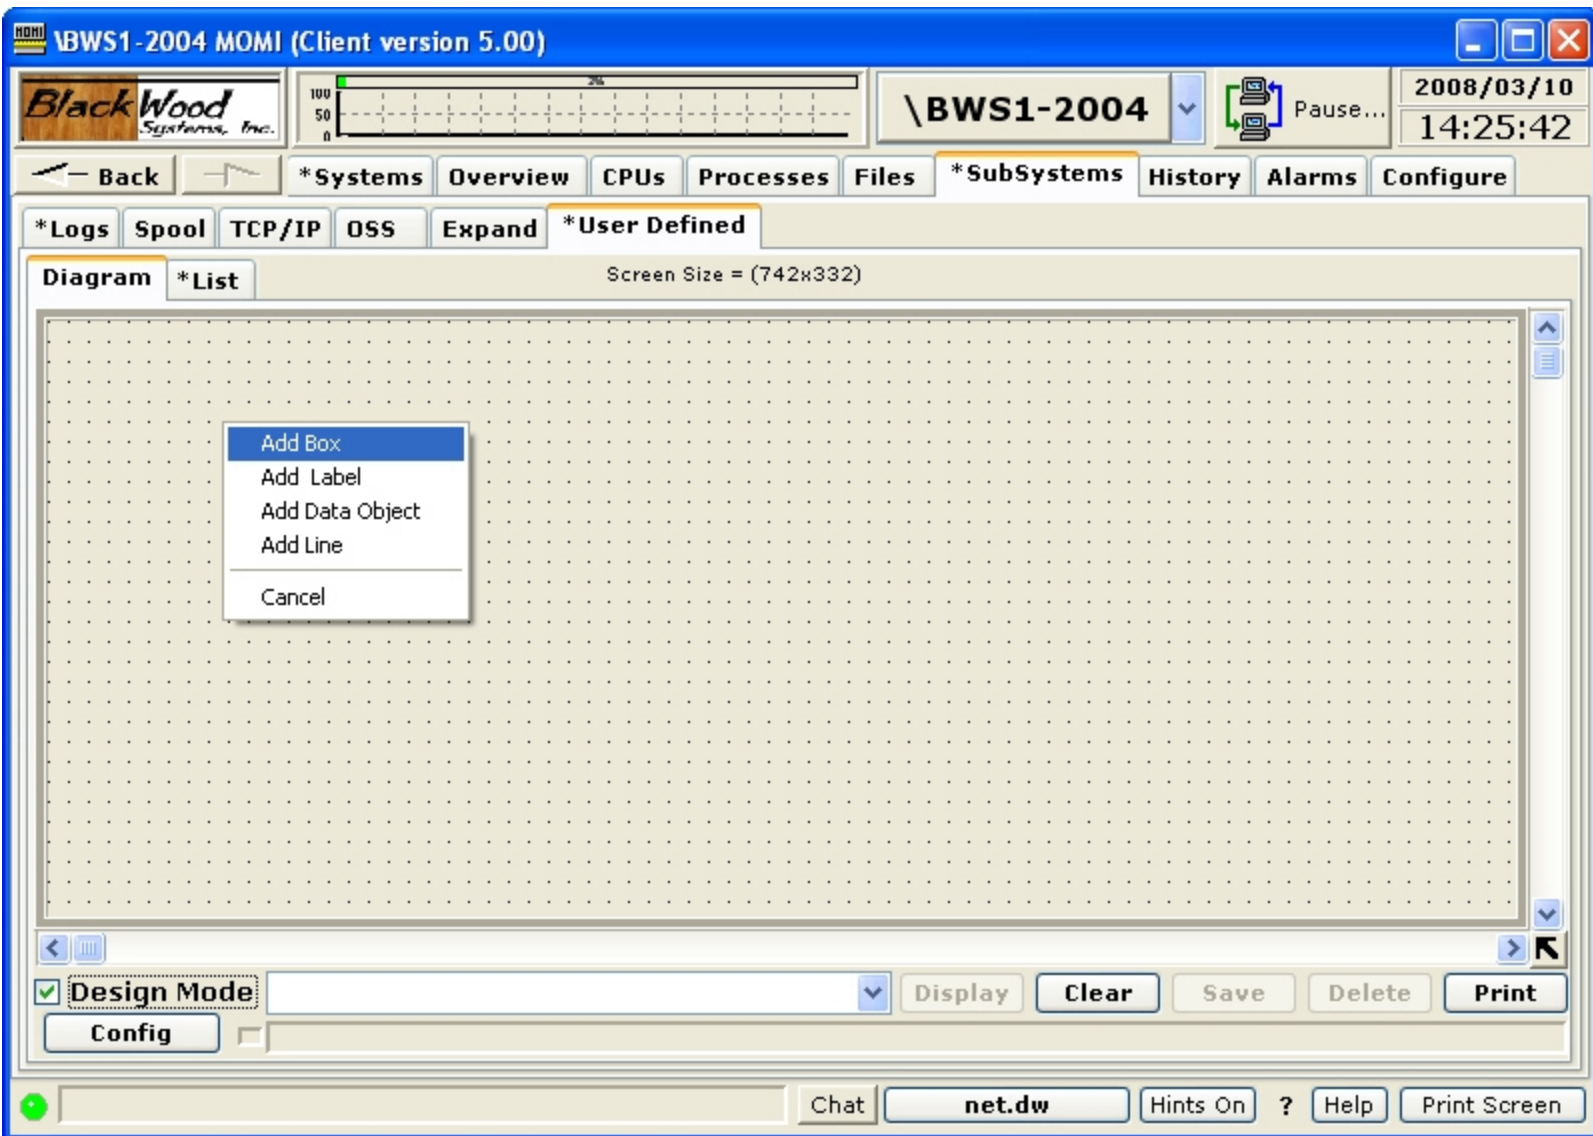 MOMI \BWS1-2004 MOMI (Client version 5.00)
BlackWood
Systems, Inc.
2%
100
50
0
\BWS1-2004
Pause...
2008/03/10
14:25:42
Back
*Systems Overview CPUs Processes Files *SubSystems History Alarms Configure
*Logs Spool TCP/IP OSS Expand *User Defined
Diagram *List Screen Size = (742x332)
Add Box
Add  Label
Add Data Object
Add Line
Cancel
Design Mode Display Clear Save Delete Print
Config
Chat net.dw Hints On ? Help Print Screen